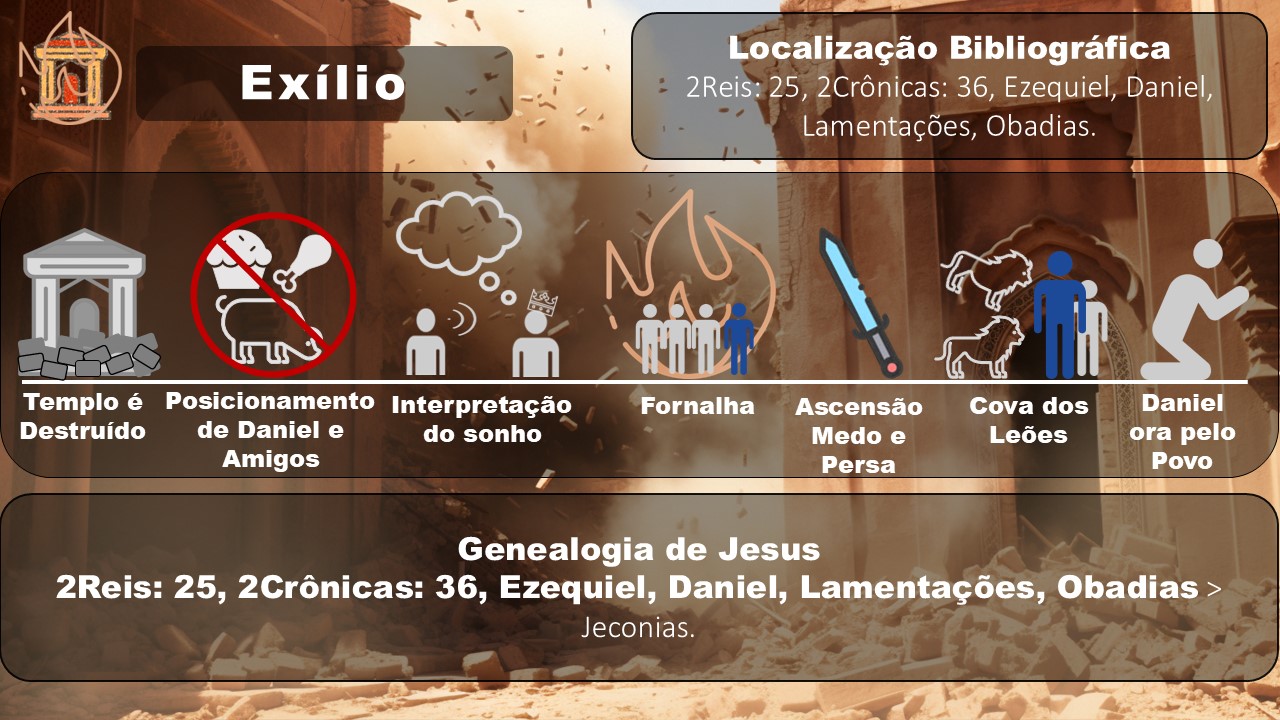 Exílio
Localização Bibliográfica
2Reis: 25, 2Crônicas: 36, Ezequiel, Daniel,
Lamentações, Obadias.
Templo é
Destruído
Posicionamento
de Daniel e
Amigos
Interpretação
do sonho
Fornalha
Ascensão
Medo e
Persa
Cova dos
Leões
Daniel
ora pelo
Povo
Genealogia de Jesus
2Reis: 25, 2Crônicas: 36, Ezequiel, Daniel, Lamentações, Obadias >
Jeconias.